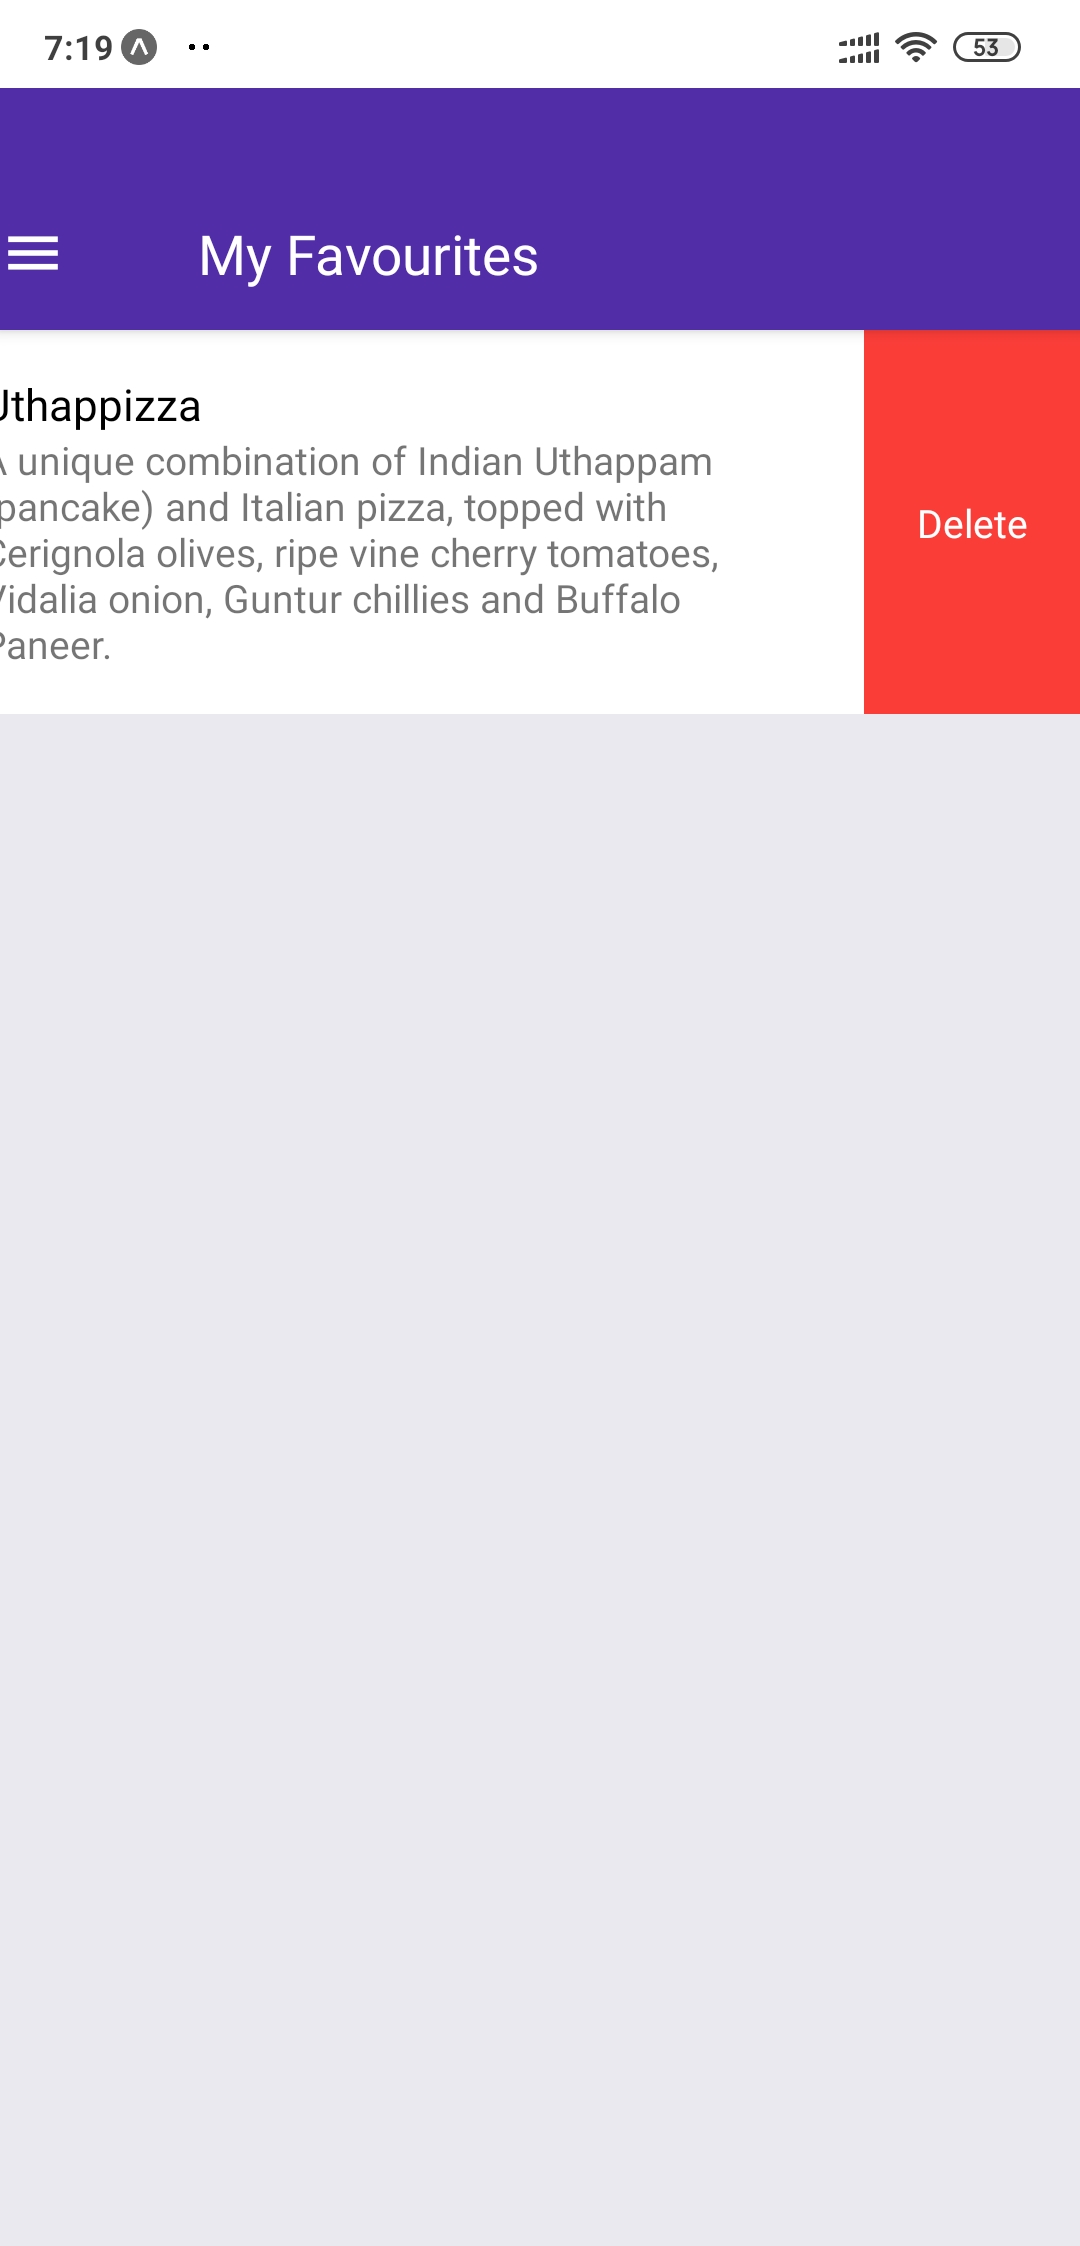 7:19
53
My Favourites
Uthappizza
A unique combination of Indian Uthappam
pancake) and Italian pizza, topped with
Cerignola olives, ripe vine cherry tomatoes,
Vidalia onion, Guntur chillies and Buffalo
Paneer.
Delete